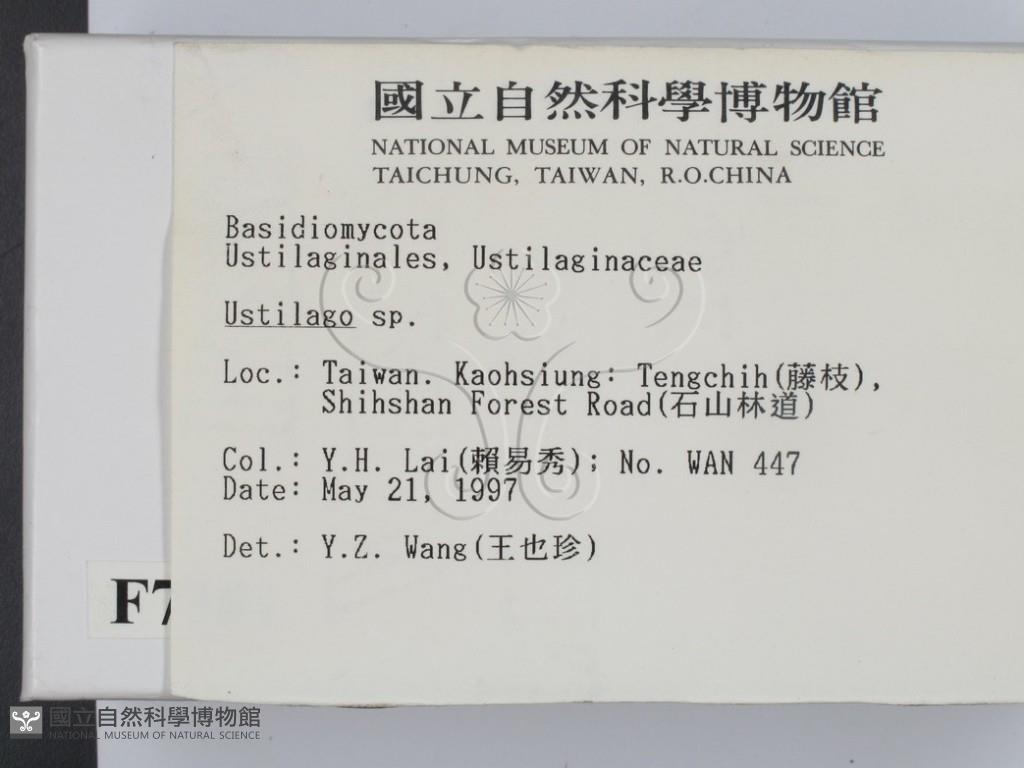 國立自然科學博物館
NATIONAL MUSEUM OF NATURAL SCIENCE
TAICHUNG, TAIWAN, R.O.CHINA
Basidiomycota
Ustilaginales, Ustilaginaceae
Ustilago sp.
Loc.: Taiwan. Kaohsiung: Tengchih(藤枝),
Shihshan Forest Road(石山林道)
Col.: Y.H. Lai(賴易秀); No. WAN 447
Date: May 21, 1997
Det.: Y.Z. Wang(王也珍)
F7
國立自然科學博物館
NATIONAL MUSEUM OF NATURAL SCIENCE